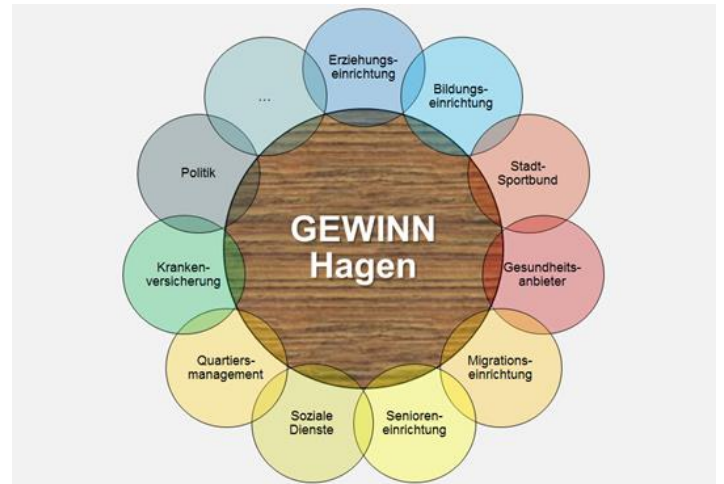 Erziehungs-
einrichtung
Bildungs-
einrichtung
Stadt-
Sportbund
Gesundheits-
anbieter
Migrations-
einrichtung
Senioren-
einrichtung
Soziale
Dienste
Quartiers-
management
Kranken-
versicherung
Politik
...
GEWINN
Hagen